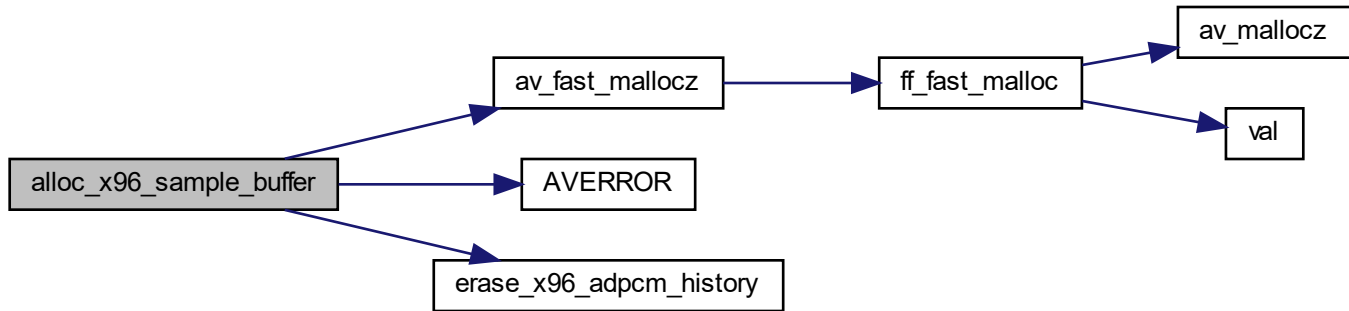 av_mallocz
av_fast_mallocz
ff_fast_malloc
val
alloc_x96_sample_buffer
AVERROR
erase_x96_adpcm_history